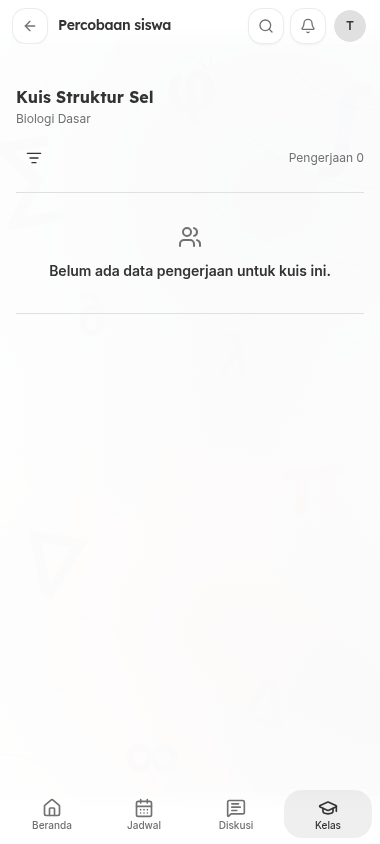 Percobaan siswa
T
Kuis Struktur Sel
Biologi Dasar
Pengerjaan 0
Belum ada data pengerjaan untuk kuis ini.
Beranda
Jadwal
Diskusi
Kelas